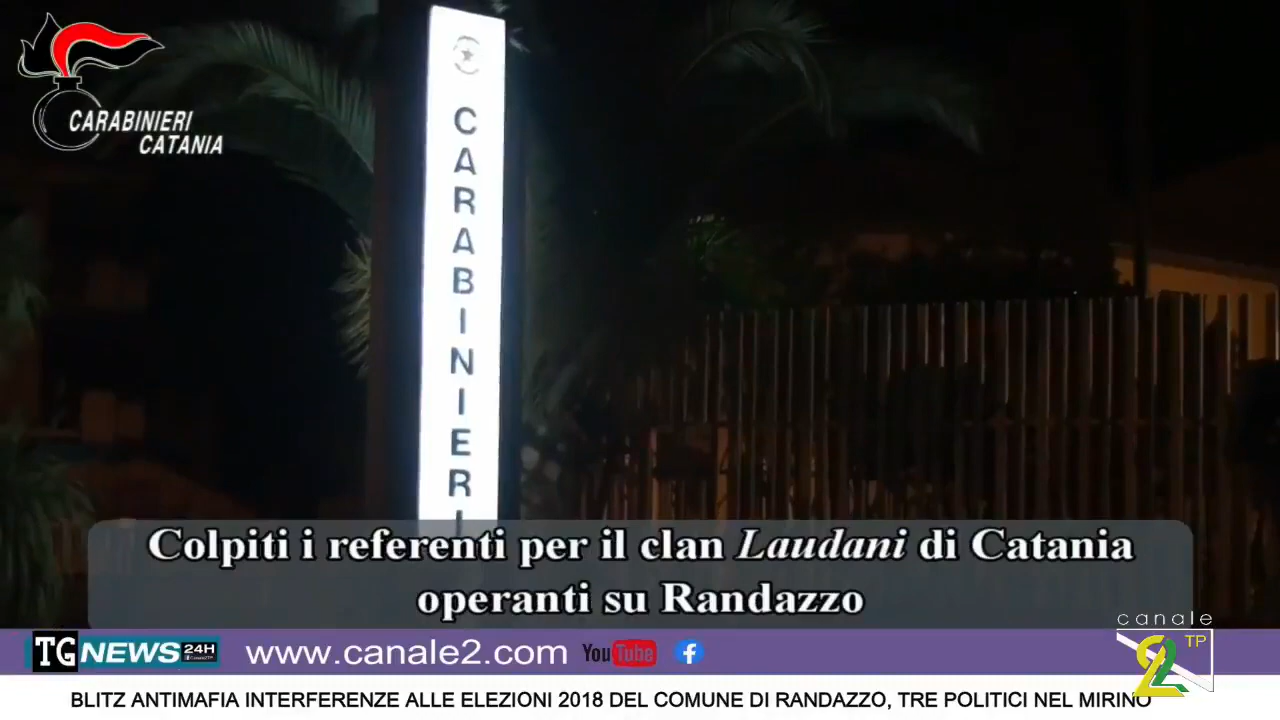 CARABINIERI
CATANIA
CARABINIERI
Colpiti i referenti per il clan Laudani di Catania
operanti su Randazzo
TG NEWS 24H
www.canale2.com
YouTube
canale
2 TP
BLITZ ANTIMAFIA INTERFERENZE ALLE ELEZIONI 2018 DEL COMUNE DI RANDAZZO, TRE POLITICI NEL MIRINO